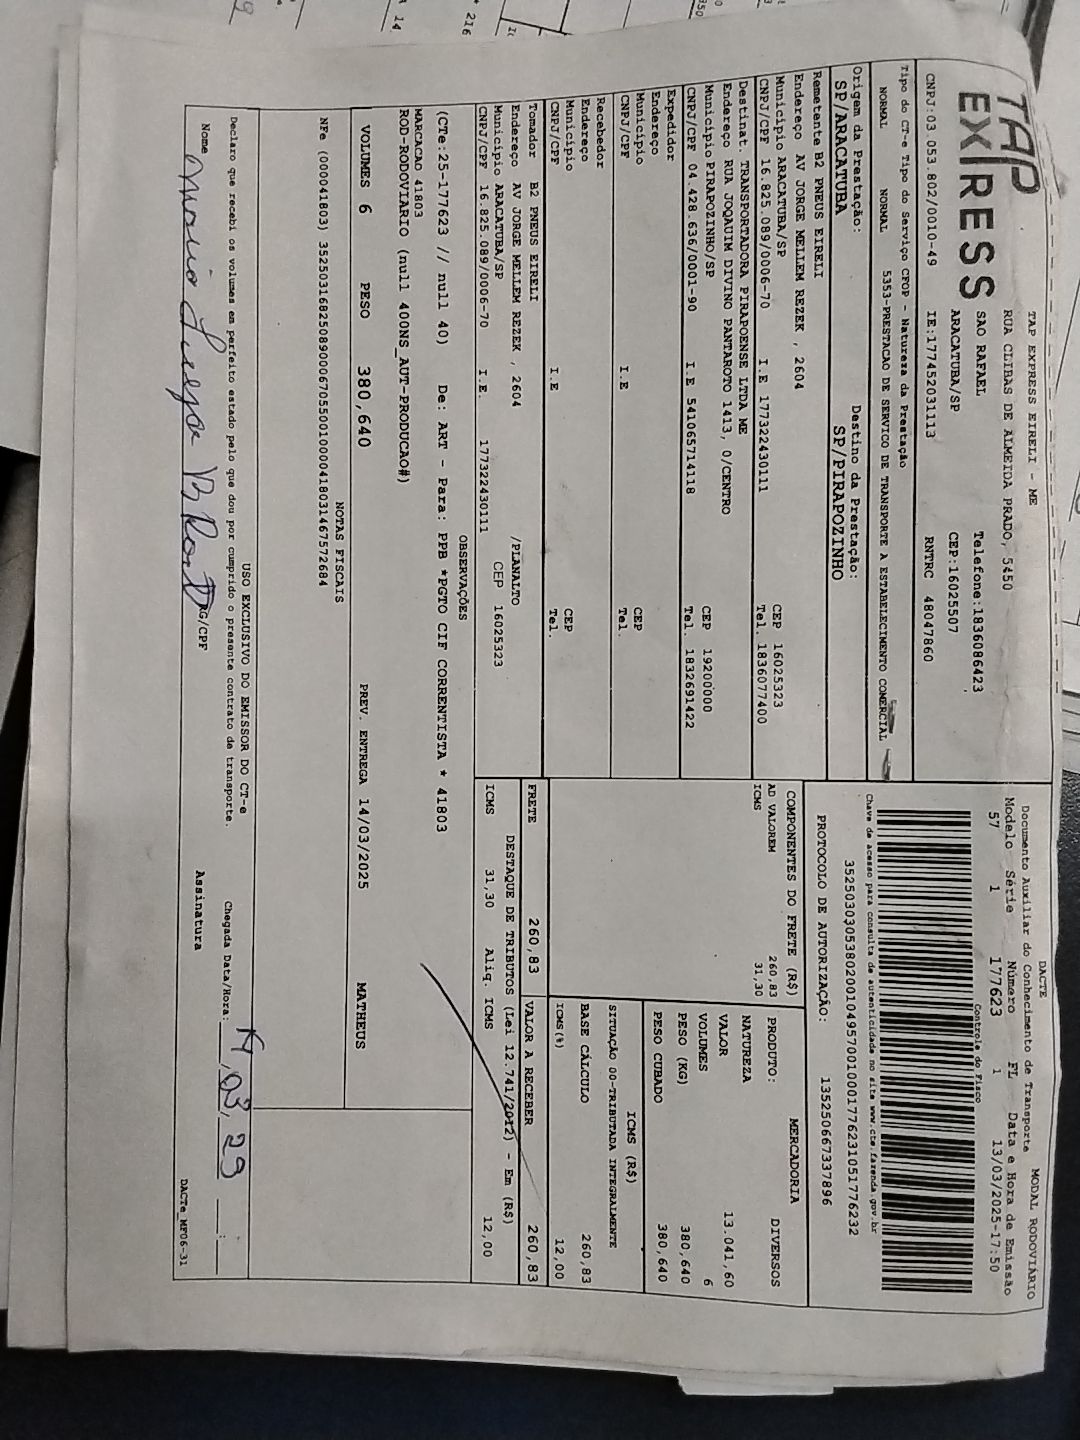 TAP EXPRESS
TAP EXPRESS EIRELI - ME
RUA CLIBAS DE ALMEIDA PRADO, 5450
SAO RAFAEL Telefone:1836086423
ARACATUBA/SP CEP:16025507
CNPJ:03.053.802/0010-49 IE:177452031113 RNTRC 48047860
Tipo do CT-e Tipo do Serviço CFOP - Natureza da Prestação
NORMAL NORMAL 5353-PRESTACAO DE SERVICO DE TRANSPORTE A ESTABELECIMENTO COMERCIAL
Origem da Prestação: Destino da Prestação:
SP/ARACATUBA SP/PIRAPOZINHO
DACTE MODAL RODOVIÁRIO
Documento Auxiliar do Conhecimento de Transporte
Modelo Série Número FL Data e Hora de Emissão
57 1 177623 1 13/03/2025-17:50
Controle do Fisco
Chave de acesso para consulta de autenticidade no site www.cte.fazenda.gov.br
35250303053802001049570010001776231051776232
PROTOCOLO DE AUTORIZAÇÃO: 135250667337896
Remetente B2 PNEUS EIRELI
Endereço AV JORGE MELLEM REZEK , 2604
Município ARACATUBA/SP CEP 16025323
CNPJ/CPF 16.825.089/0006-70 I.E 177322430111 Tel. 1836077400
Destinat. TRANSPORTADORA PIRAPOENSE LTDA ME
Endereço RUA JOQAUIM DIVINO PANTAROTO 1413, 0/CENTRO
Município PIRAPOZINHO/SP CEP 19200000
CNPJ/CPF 04.428.636/0001-90 I.E 541065714118 Tel. 1832691422
Expedidor
Endereço
Município CEP
CNPJ/CPF I.E Tel.
Recebedor
Endereço
Município CEP
CNPJ/CPF I.E Tel.
Tomador B2 PNEUS EIRELI
Endereço AV JORGE MELLEM REZEK , 2604 /PLANALTO
Município ARACATUBA/SP CEP 16025323
CNPJ/CPF 16.825.089/0006-70 I.E. 177322430111
COMPONENTES DO FRETE (R$)
AD VALOREM 260,83
ICMS 31,30
MERCADORIA
PRODUTO: DIVERSOS
NATUREZA
VALOR 13.041,60
VOLUMES 6
PESO (KG) 380,640
PESO CUBADO 380,640
ICMS (R$)
SITUAÇÃO 00-TRIBUTADA INTEGRALMENTE
BASE CÁLCULO 260,83
ICMS(%) 12,00
FRETE 260,83 VALOR A RECEBER 260,83
DESTAQUE DE TRIBUTOS (Lei 12.741/2012) - Em (R$)
ICMS 31,30 Aliq. ICMS 12,00
OBSERVAÇÕES
(CTe:25-177623 // null 40) De: ART - Para: PPB *PGTO CIF CORRENTISTA * 41803
MARCACAO 41803
ROD-RODOVIARIO (null 400NS_AUT-PRODUCAO#)
VOLUMES 6 PESO 380,640 PREV. ENTREGA 14/03/2025 MATHEUS
NOTAS FISCAIS
NFe (000041803) 35250316825089000670550010000418031467572684
USO EXCLUSIVO DO EMISSOR DO CT-e
Declaro que recebi os volumes em perfeito estado pelo que dou por cumprido o presente contrato de transporte. Chegada Data/Hora:
Nome RG/CPF Assinatura
DACTe_MF06-31